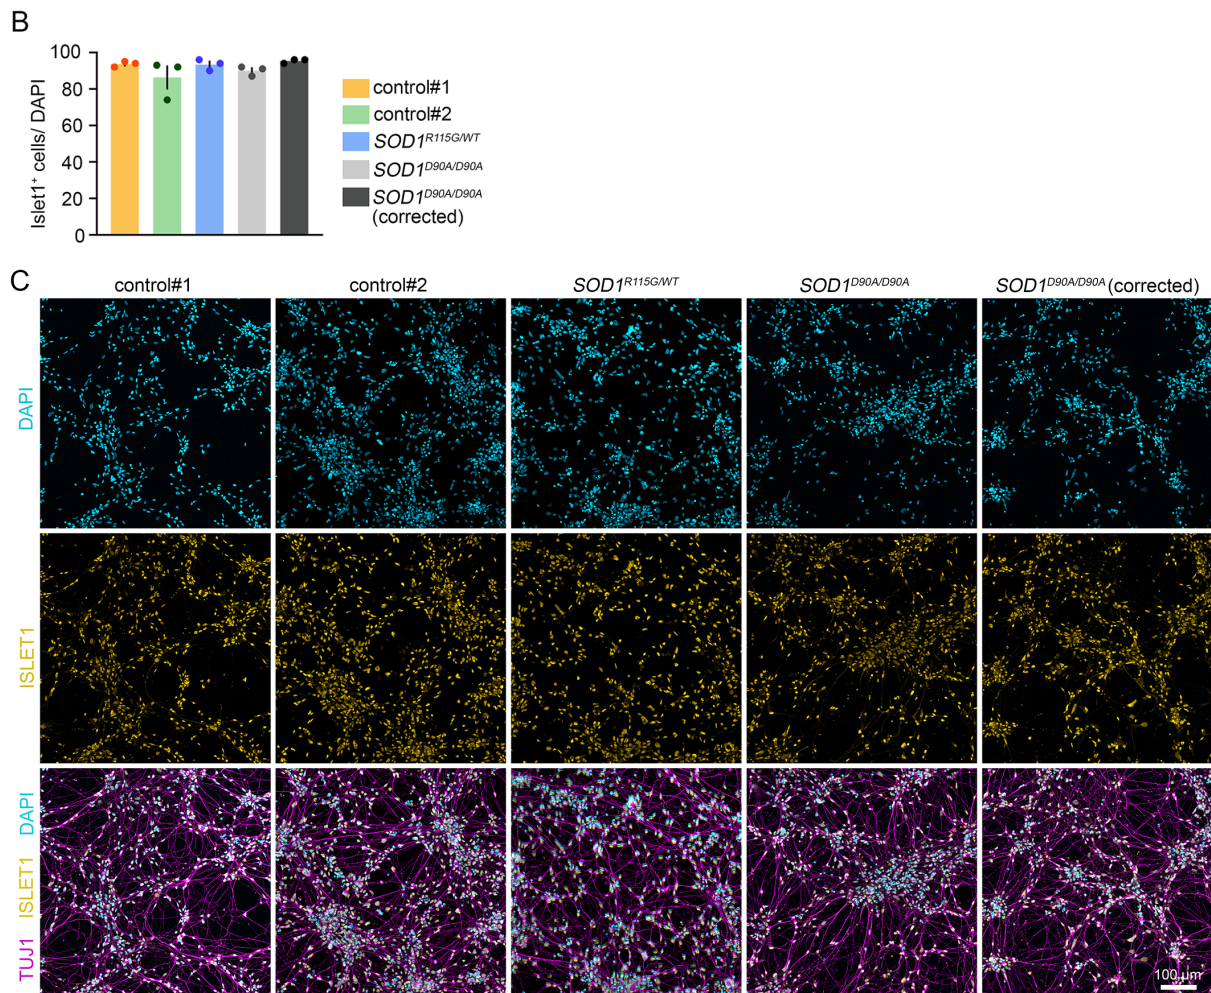 B
100
80
60
40
20
0
Islet1⁺ cells/ DAPI
control#1
control#2
SOD1^R115G/WT
SOD1^D90A/D90A
SOD1^D90A/D90A
(corrected)
C
control#1
control#2
SOD1^R115G/WT
SOD1^D90A/D90A
SOD1^D90A/D90A (corrected)
DAPI
ISLET1
TUJ1 ISLET1 DAPI
100 µm